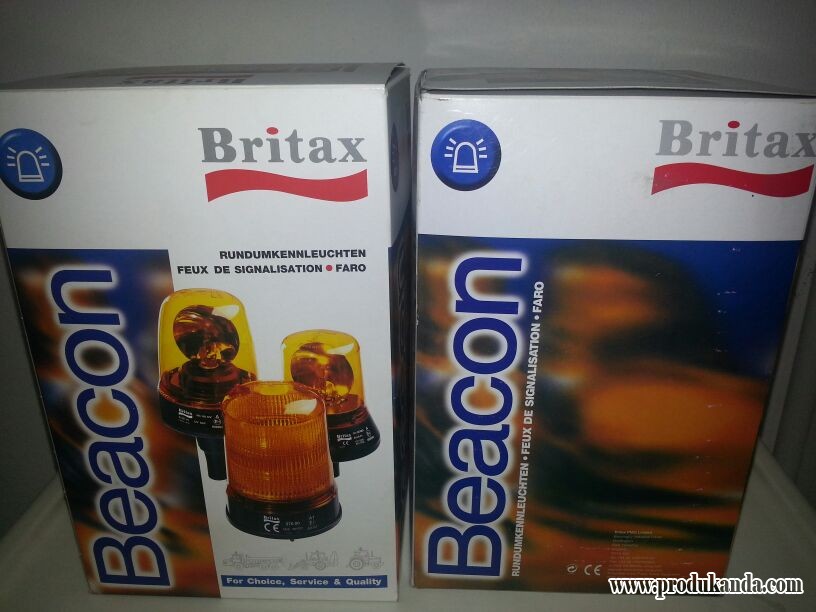 Britax
Britax
RUNDUMKENNLEUCHTEN
FEUX DE SIGNALISATION • FARO
Beacon
Britax
For Choice, Service & Quality
Britax
Beacon
RUNDUMKENNLEUCHTEN • FEUX DE SIGNALISATION • FARO
© CE
www.produkanda.com